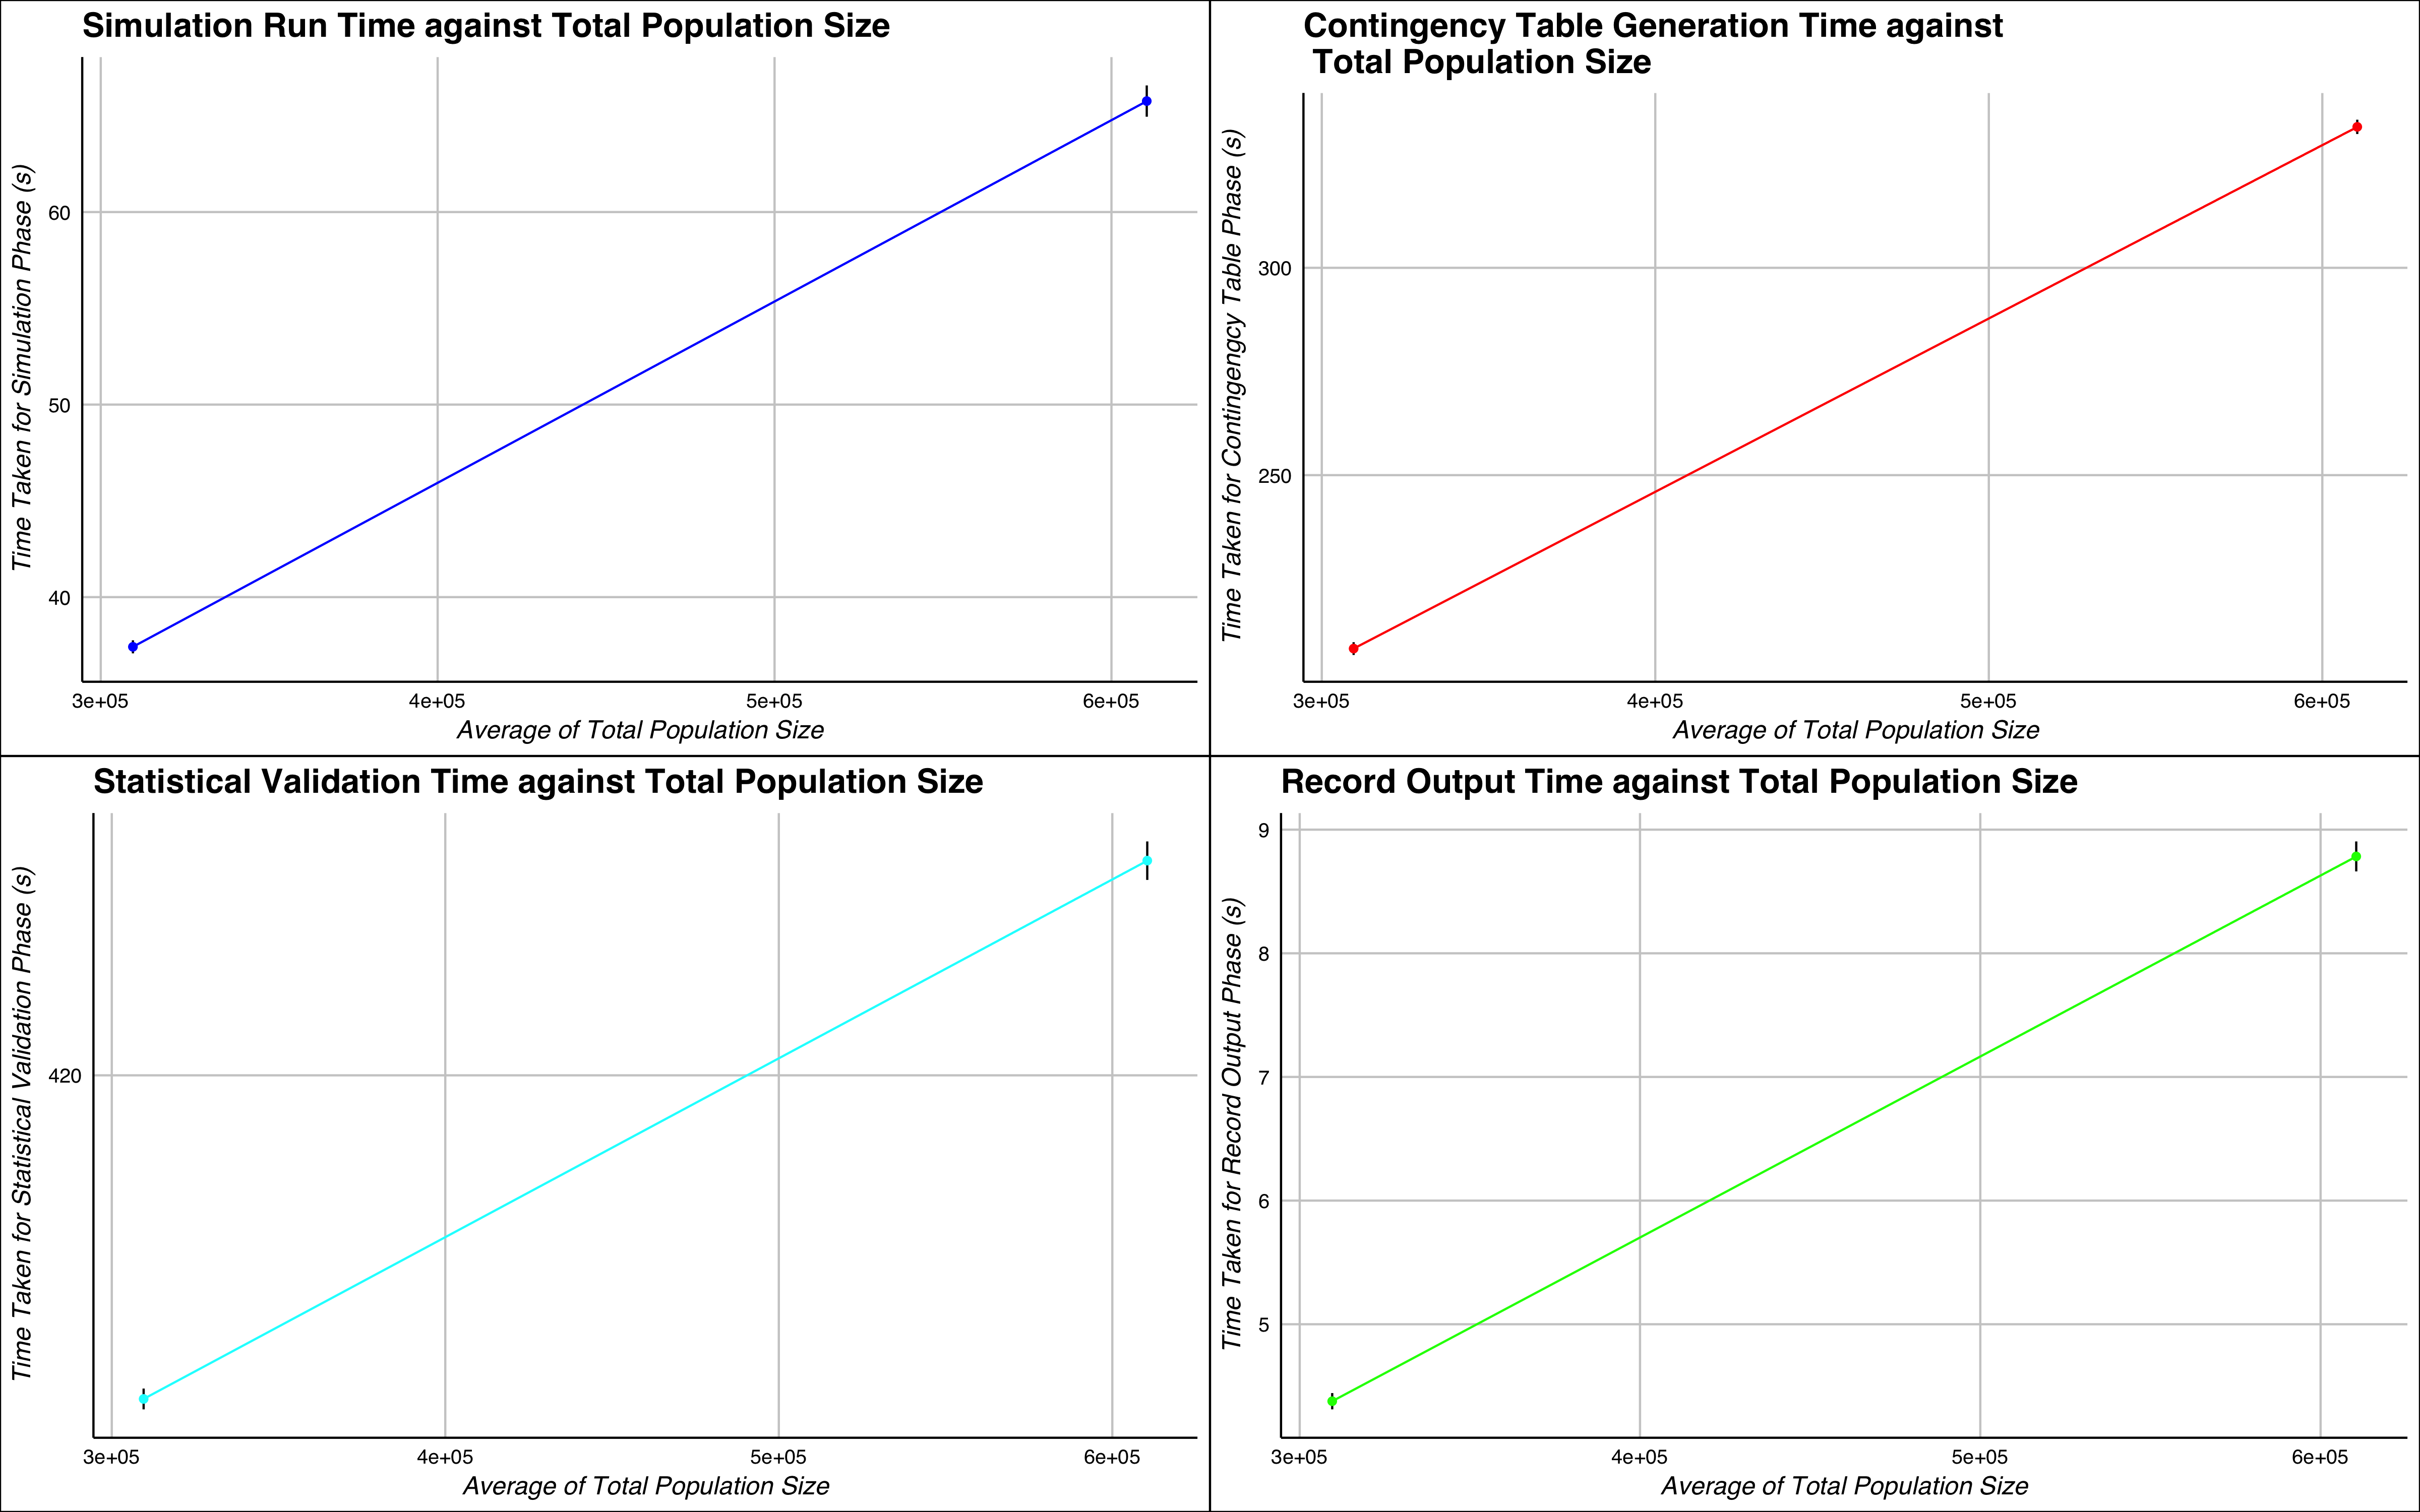 Simulation Run Time against Total Population Size
Time Taken for Simulation Phase (s)
60
50
40
3e+05 4e+05 5e+05 6e+05
Average of Total Population Size
Contingency Table Generation Time against
Total Population Size
Time Taken for Contingengcy Table Phase (s)
300
250
3e+05 4e+05 5e+05 6e+05
Average of Total Population Size
Statistical Validation Time against Total Population Size
Time Taken for Statistical Validation Phase (s)
420
3e+05 4e+05 5e+05 6e+05
Average of Total Population Size
Record Output Time against Total Population Size
Time Taken for Record Output Phase (s)
9
8
7
6
5
3e+05 4e+05 5e+05 6e+05
Average of Total Population Size